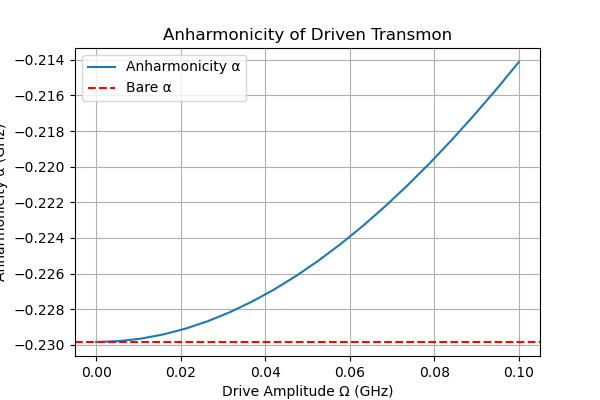 Anharmonicity of Driven Transmon
Anharmonicity α
Bare α
−0.214
−0.216
−0.218
−0.220
−0.222
−0.224
−0.226
−0.228
−0.230
Anharmonicity α (GHz)
0.00 0.02 0.04 0.06 0.08 0.10
Drive Amplitude Ω (GHz)